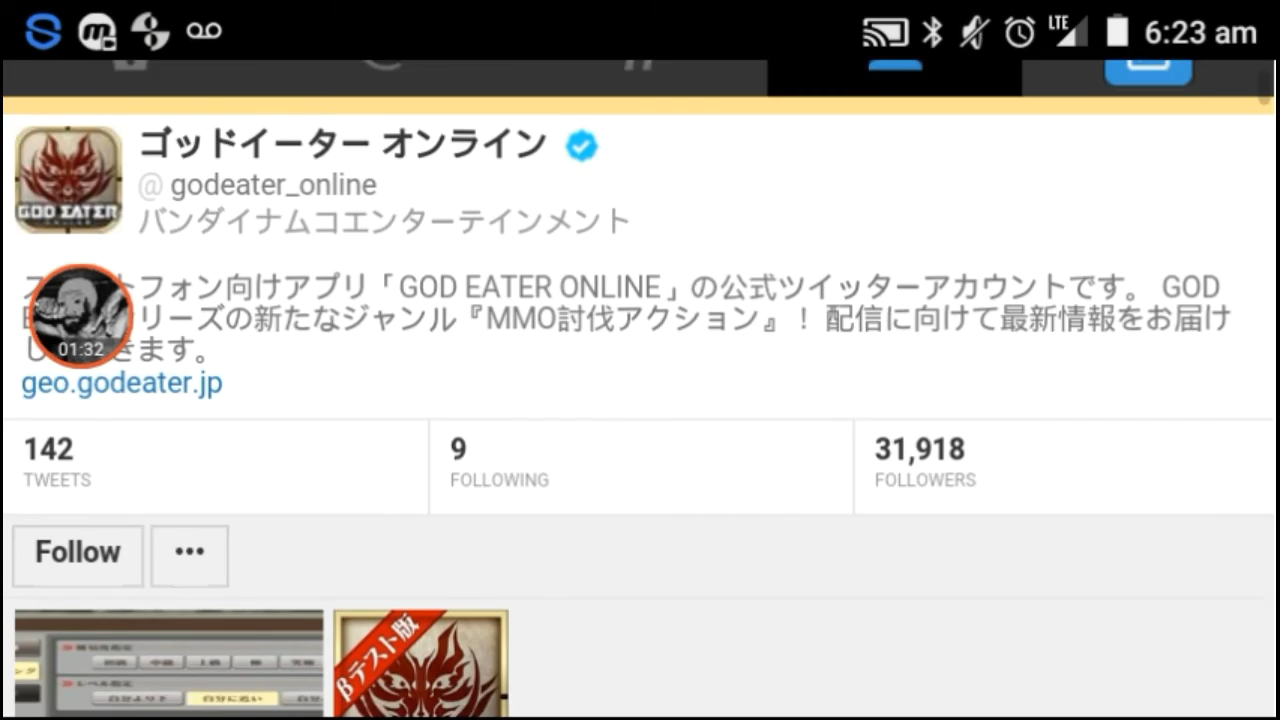 LTE 6:23 am
ゴッドイーター オンライン
@ godeater_online
GOD EATER
バンダイナムコエンターテインメント
フォン向けアプリ「GOD EATER ONLINE」の公式ツイッターアカウントです。 GOD
リーズの新たなジャンル『MMO討伐アクション』！ 配信に向けて最新情報をお届け
し きます。
01:32
geo.godeater.jp
142 9 31,918
TWEETS FOLLOWING FOLLOWERS
Follow •••
βテスト版